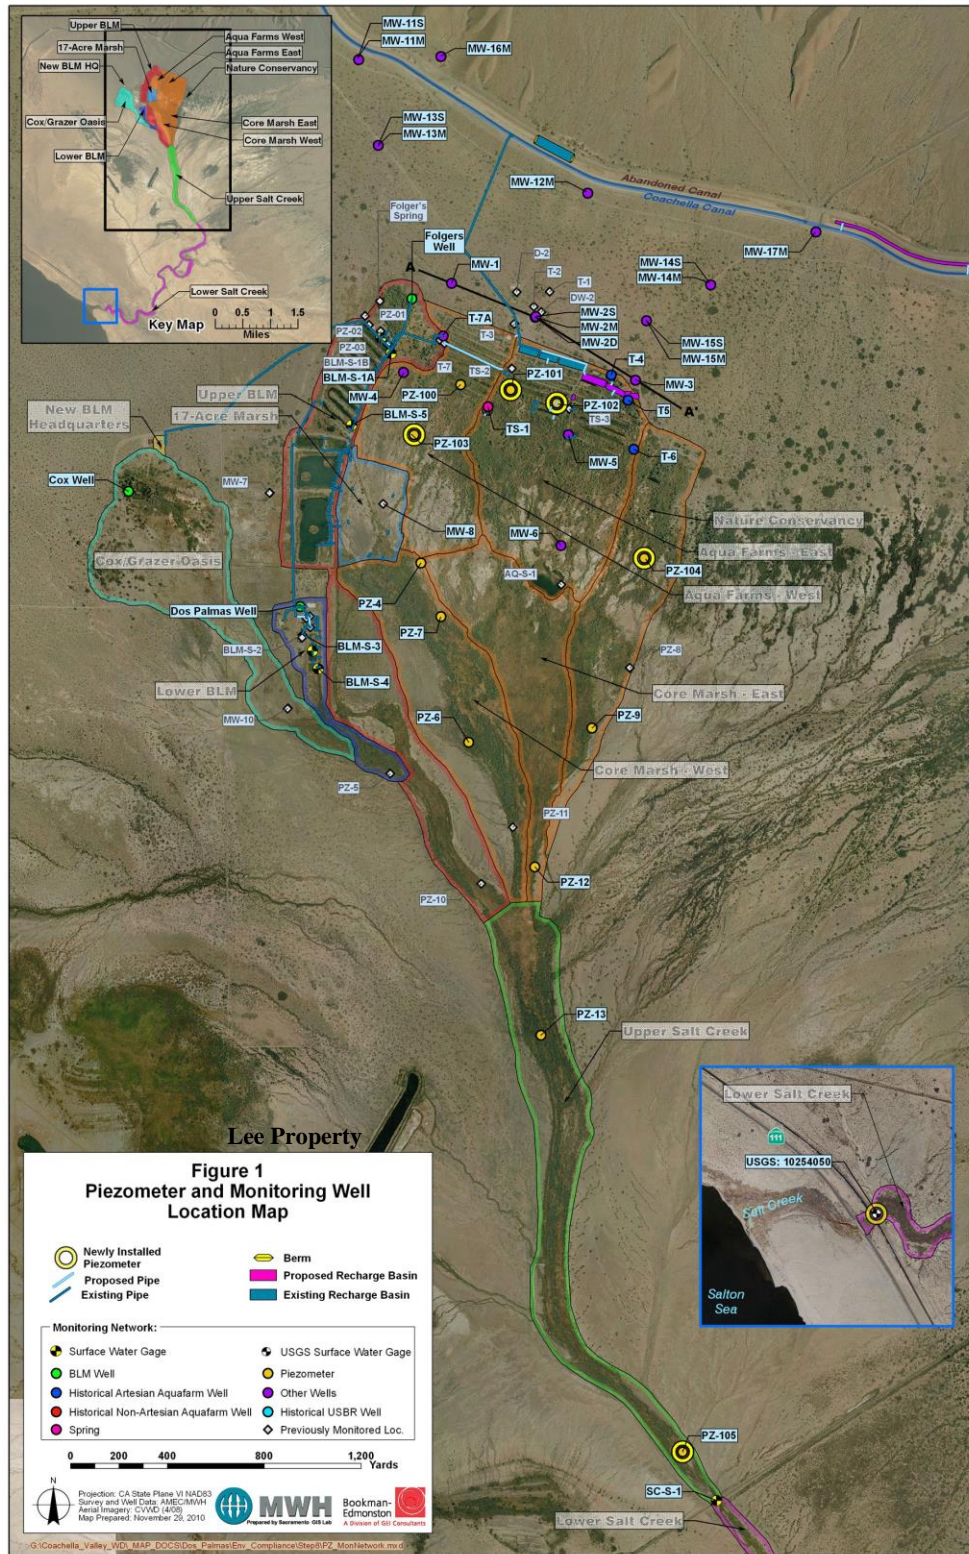 Upper BLM
Aqua Farms West
17-Acre Marsh
Aqua Farms East
New BLM HQ
Nature Conservancy
Cox/Grazer Oasis
Core Marsh East
Core Marsh West
Lower BLM
Upper Salt Creek
Lower Salt Creek
Key Map
0 0.5 1 1.5
Miles
MW-11S
MW-11M
MW-16M
MW-13S
MW-13M
MW-12M
Abandoned Canal
Coachella Canal
MW-17M
Folger's
Spring
Folgers
Well
A
MW-1
D-2
T-2
T-1
DW-2
MW-14S
MW-14M
MW-2S
MW-2M
MW-2D
MW-15S
MW-15M
PZ-01
T-7A
T-3
PZ-02
PZ-03
BLM-S-1B
BLM-S-1A
T-7
TS-2
T-4
PZ-101
MW-3
MW-4
PZ-100
PZ-102
A'
T5
Upper BLM
17-Acre Marsh
BLM-S-5
TS-1
TS-3
New BLM
Headquarters
PZ-103
MW-5
T-6
Cox Well
MW-7
MW-8
MW-6
Nature Conservancy
Aqua Farms - East
PZ-104
Cox/Grazer Oasis
AQ-S-1
Aqua Farms - West
PZ-4
Dos Palmas Well
PZ-7
BLM-S-3
BLM-S-2
PZ-8
BLM-S-4
Lower BLM
Core Marsh - East
MW-10
PZ-6
PZ-9
Core Marsh - West
PZ-5
PZ-11
PZ-12
PZ-10
PZ-13
Upper Salt Creek
Lower Salt Creek
111
USGS: 10254050
Salt Creek
Salton
Sea
Lee Property
Figure 1
Piezometer and Monitoring Well
Location Map
Newly Installed
Piezometer
Berm
Proposed Pipe
Proposed Recharge Basin
Existing Pipe
Existing Recharge Basin
Monitoring Network:
Surface Water Gage
USGS Surface Water Gage
BLM Well
Piezometer
Historical Artesian Aquafarm Well
Other Wells
Historical Non-Artesian Aquafarm Well
Historical USBR Well
Spring
Previously Monitored Loc.
0 200 400 800 1,200
Yards
N
Projection: CA State Plane VI NAD83
Survey and Well Data: AMEC/MWH
Aerial Imagery: CVWD (4/08)
Map Prepared: November 29, 2010
MWH
Prepared by Sacramento GIS Lab
Bookman-
Edmonston
A Division of GEI Consultants
G:\Coachella_Valley_WD\_MAP_DOCS\Dos_Palmas\Env_Compliance\Step8\PZ_MonNetwork.mxd
PZ-105
SC-S-1
Lower Salt Creek